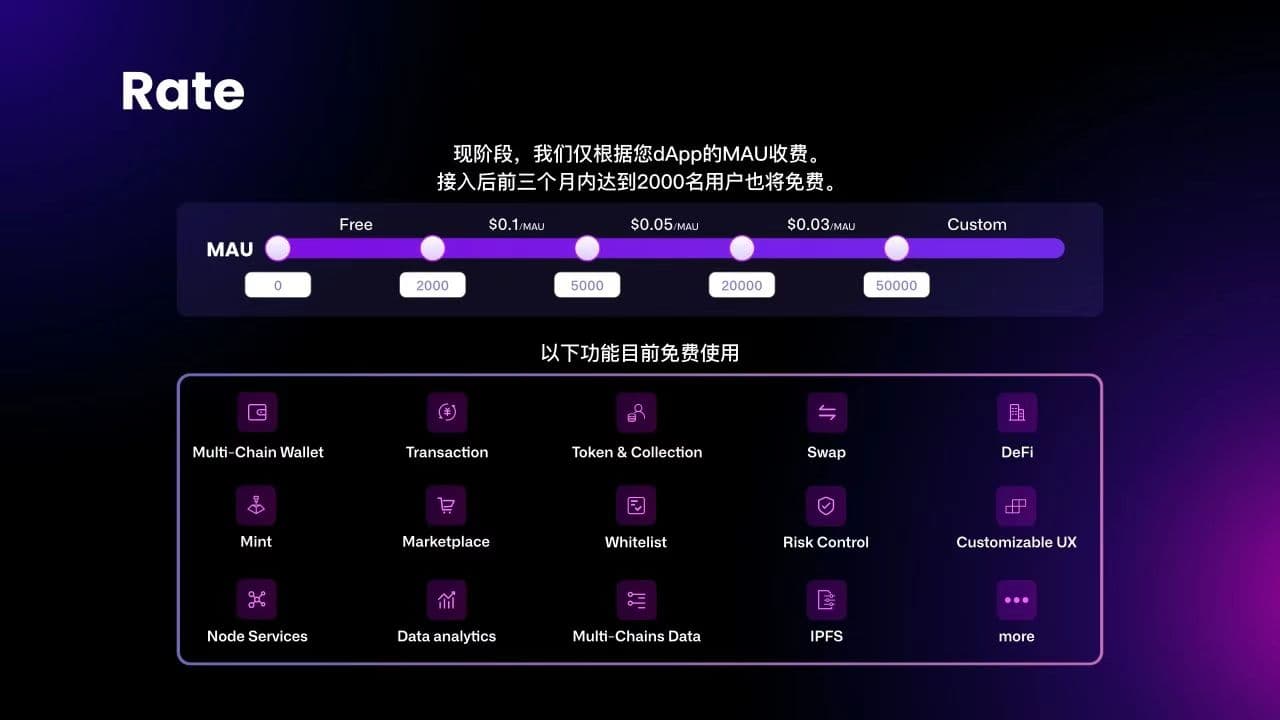 Rate
现阶段，我们仅根据您dApp的MAU收费。
接入后前三个月内达到2000名用户也将免费。
Free $0.1/MAU $0.05/MAU $0.03/MAU Custom
MAU
0 2000 5000 20000 50000
以下功能目前免费使用
Multi-Chain Wallet Transaction Token & Collection Swap DeFi
Mint Marketplace Whitelist Risk Control Customizable UX
Node Services Data analytics Multi-Chains Data IPFS more